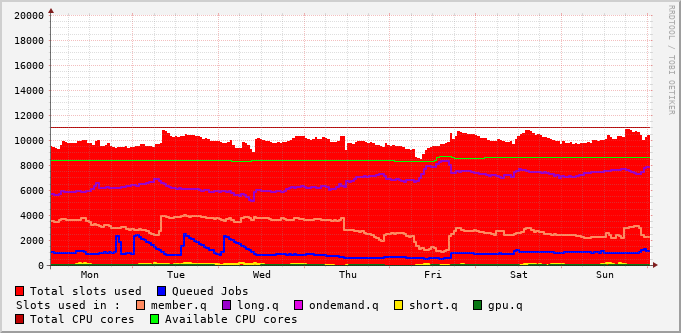 20000
18000
16000
14000
12000
10000
8000
6000
4000
2000
0
Mon Tue Wed Thu Fri Sat Sun
RRDTOOL / TOBI OETIKER
Total slots used Queued Jobs
Slots used in : member.q long.q ondemand.q short.q gpu.q
Total CPU cores Available CPU cores